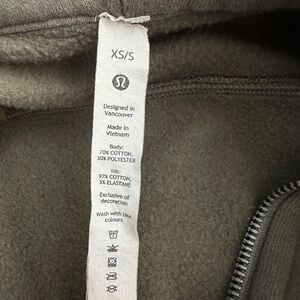 XS/S
Designed in
Vancouver
Made in
Vietnam
Body:
70% COTTON,
30% POLYESTER
Rib:
97% COTTON,
3% ELASTANE
Exclusive of
decoration
Wash with like
colours